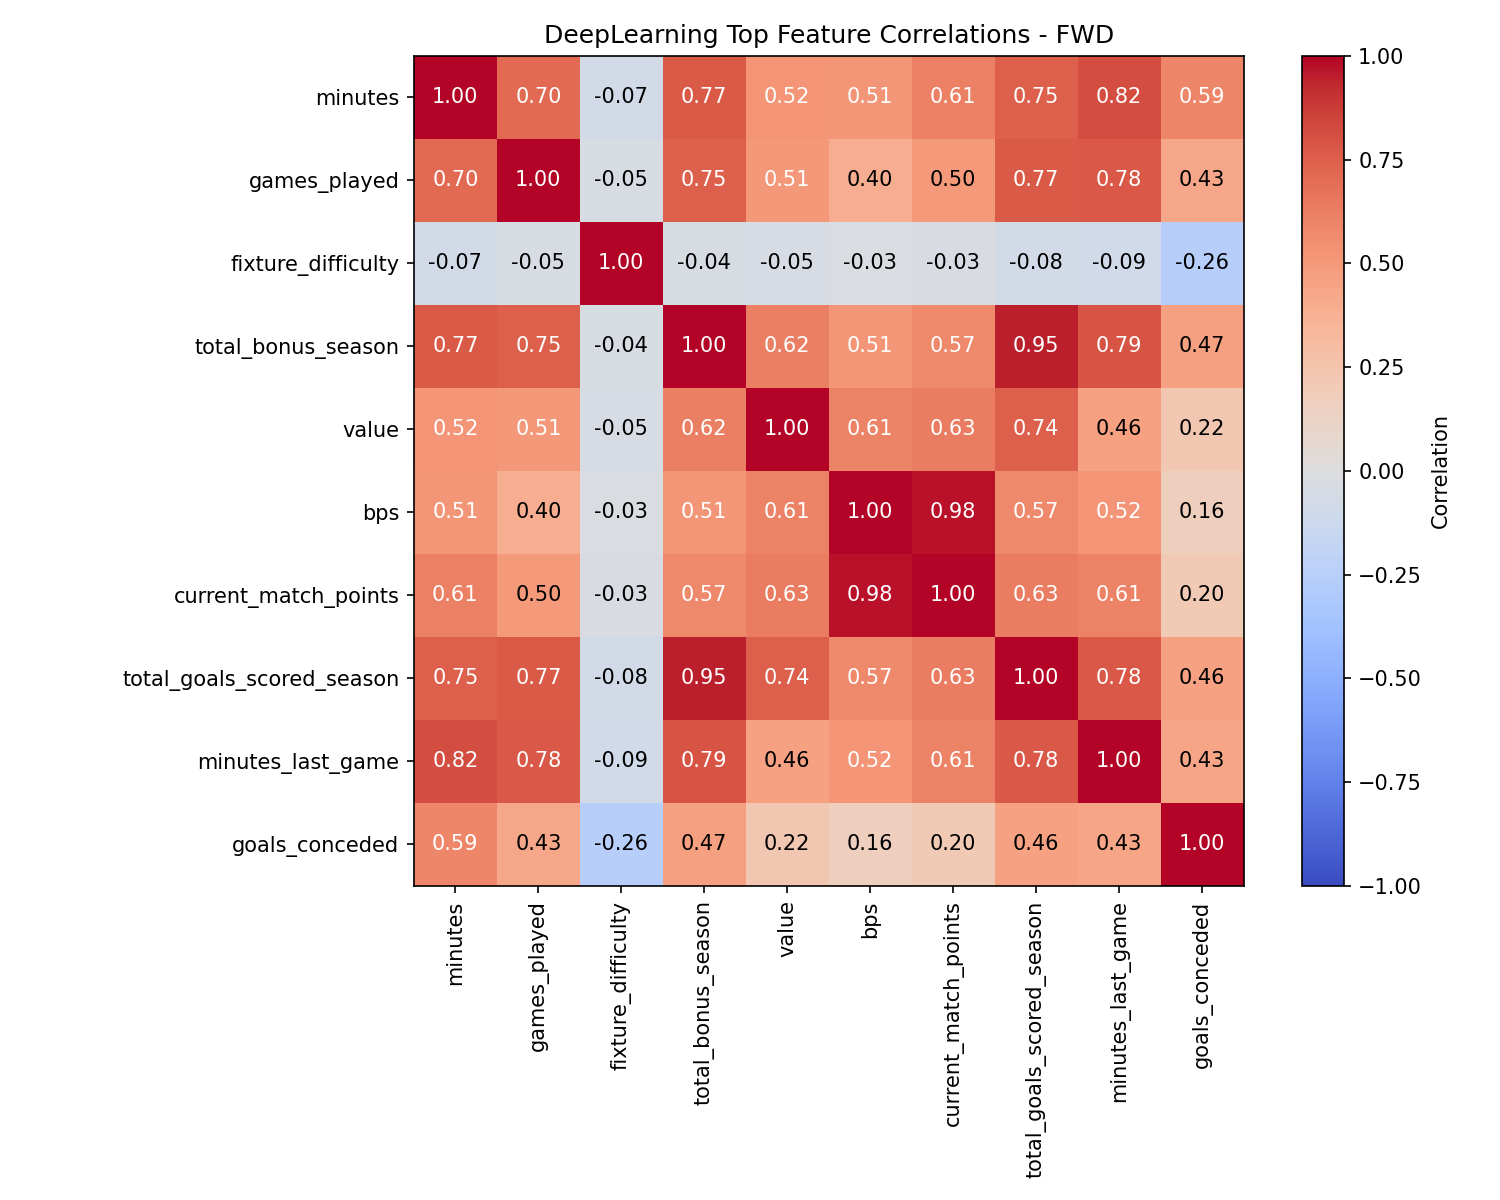 DeepLearning Top Feature Correlations - FWD
minutes 1.00 0.70 -0.07 0.77 0.52 0.51 0.61 0.75 0.82 0.59
games_played 0.70 1.00 -0.05 0.75 0.51 0.40 0.50 0.77 0.78 0.43
fixture_difficulty -0.07 -0.05 1.00 -0.04 -0.05 -0.03 -0.03 -0.08 -0.09 -0.26
total_bonus_season 0.77 0.75 -0.04 1.00 0.62 0.51 0.57 0.95 0.79 0.47
value 0.52 0.51 -0.05 0.62 1.00 0.61 0.63 0.74 0.46 0.22
bps 0.51 0.40 -0.03 0.51 0.61 1.00 0.98 0.57 0.52 0.16
current_match_points 0.61 0.50 -0.03 0.57 0.63 0.98 1.00 0.63 0.61 0.20
total_goals_scored_season 0.75 0.77 -0.08 0.95 0.74 0.57 0.63 1.00 0.78 0.46
minutes_last_game 0.82 0.78 -0.09 0.79 0.46 0.52 0.61 0.78 1.00 0.43
goals_conceded 0.59 0.43 -0.26 0.47 0.22 0.16 0.20 0.46 0.43 1.00
minutes
games_played
fixture_difficulty
total_bonus_season
value
bps
current_match_points
total_goals_scored_season
minutes_last_game
goals_conceded
1.00
0.75
0.50
0.25
0.00
−0.25
−0.50
−0.75
−1.00
Correlation